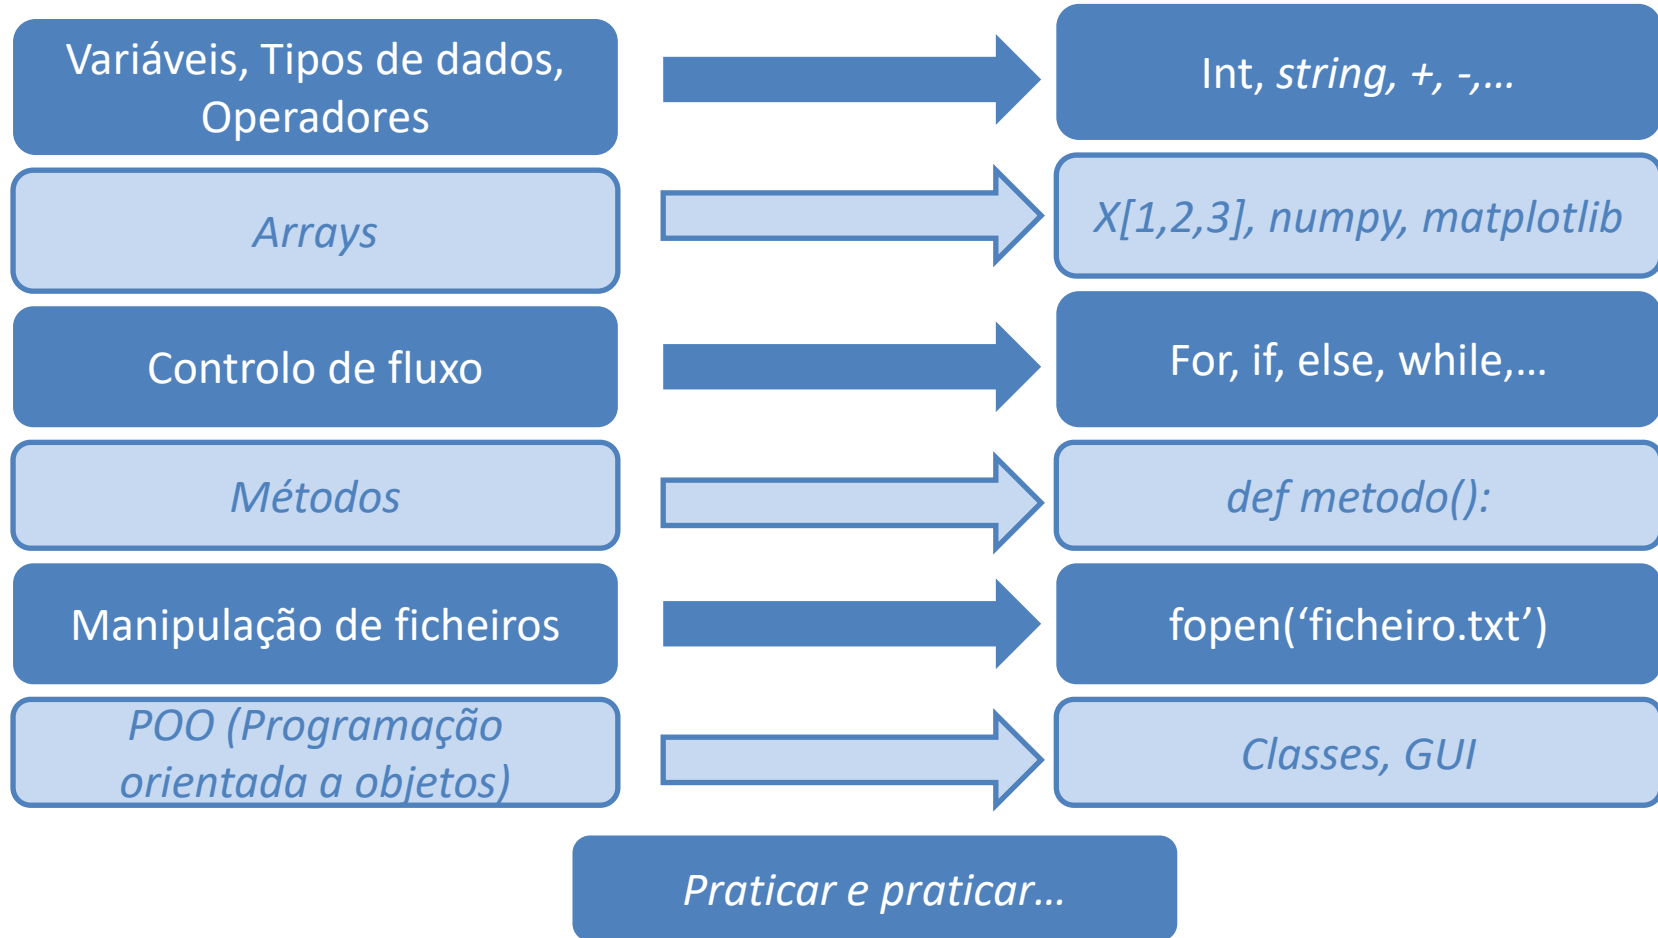 Variáveis, Tipos de dados,
Operadores
Int, string, +, -,…
Arrays
X[1,2,3], numpy, matplotlib
Controlo de fluxo
For, if, else, while,…
Métodos
def metodo():
Manipulação de ficheiros
fopen(‘ficheiro.txt’)
POO (Programação
orientada a objetos)
Classes, GUI
Praticar e praticar…